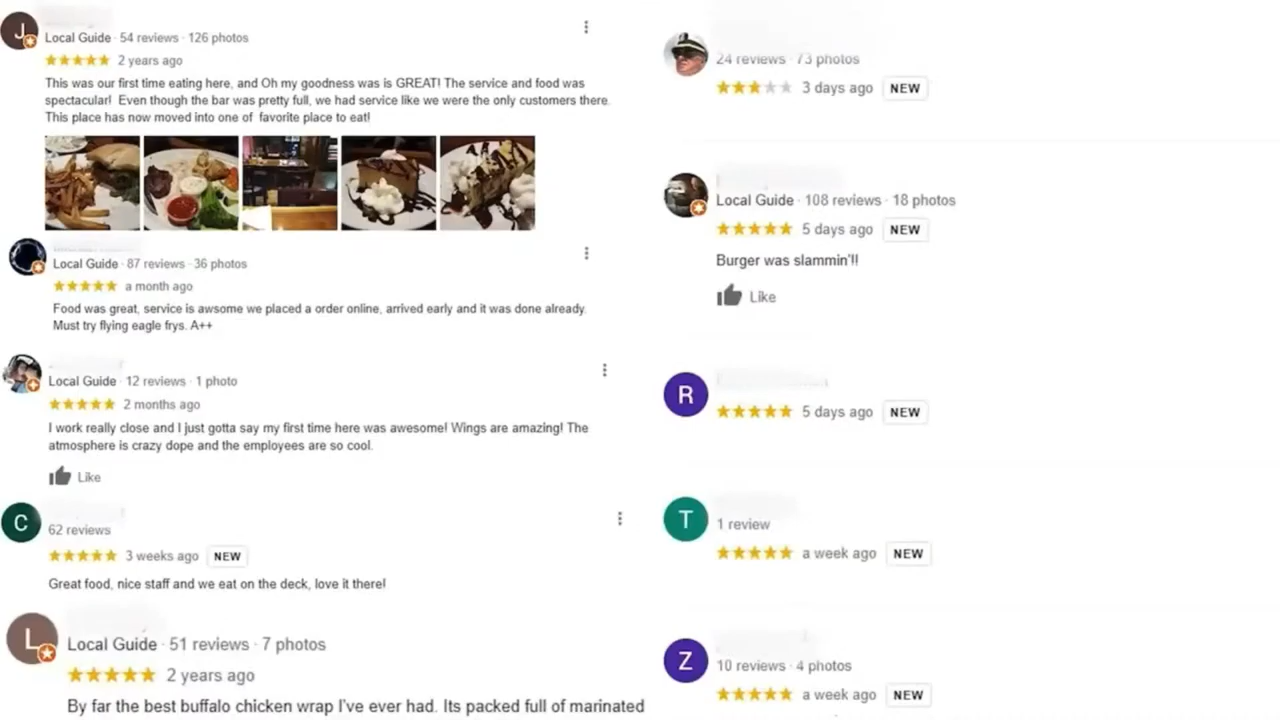 J
Local Guide · 54 reviews · 126 photos
2 years ago
This was our first time eating here, and Oh my goodness was is GREAT! The service and food was
spectacular! Even though the bar was pretty full, we had service like we were the only customers there.
This place has now moved into one of favorite place to eat!
Local Guide · 87 reviews · 36 photos
a month ago
Food was great, service is awsome we placed a order online, arrived early and it was done already.
Must try flying eagle frys. A++
Local Guide · 12 reviews · 1 photo
2 months ago
I work really close and I just gotta say my first time here was awesome! Wings are amazing! The
atmosphere is crazy dope and the employees are so cool.
Like
C
62 reviews
3 weeks ago NEW
Great food, nice staff and we eat on the deck, love it there!
L
Local Guide · 51 reviews · 7 photos
2 years ago
By far the best buffalo chicken wrap I've ever had. Its packed full of marinated
24 reviews · 73 photos
3 days ago NEW
Local Guide · 108 reviews · 18 photos
5 days ago NEW
Burger was slammin'!!
Like
R
5 days ago NEW
T
1 review
a week ago NEW
Z
10 reviews · 4 photos
a week ago NEW